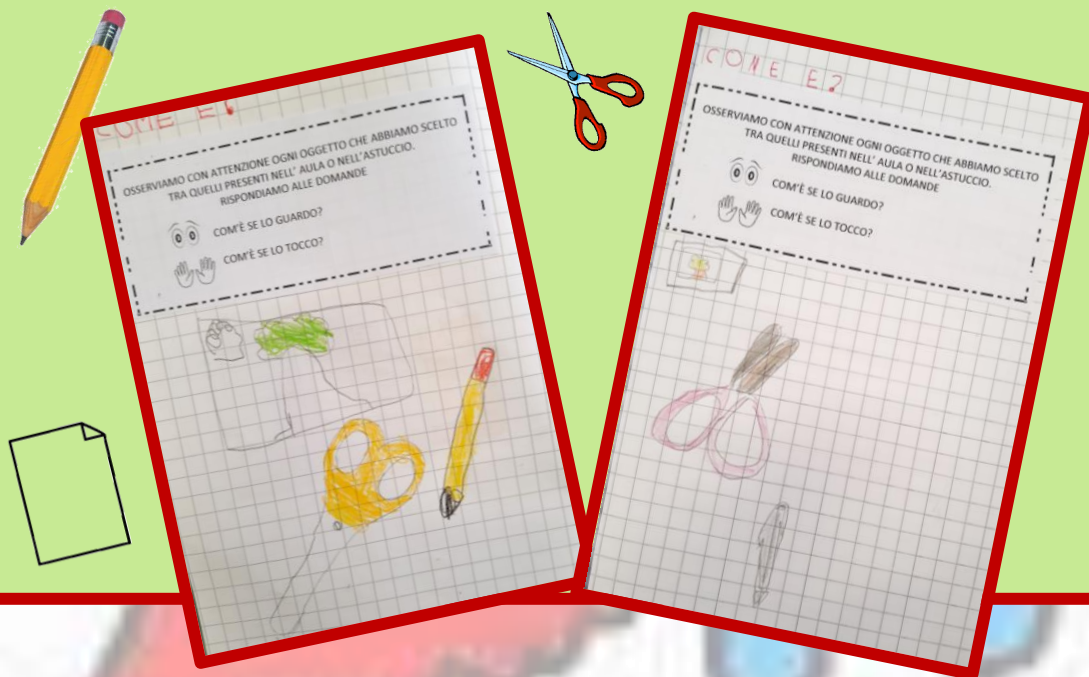 COME È?
OSSERVIAMO CON ATTENZIONE OGNI OGGETTO CHE ABBIAMO SCELTO
TRA QUELLI PRESENTI NELL' AULA O NELL'ASTUCCIO.
RISPONDIAMO ALLE DOMANDE
COM'È SE LO GUARDO?
COM'È SE LO TOCCO?
CONE E?
OSSERVIAMO CON ATTENZIONE OGNI OGGETTO CHE ABBIAMO SCELTO
TRA QUELLI PRESENTI NELL' AULA O NELL'ASTUCCIO.
RISPONDIAMO ALLE DOMANDE
COM'È SE LO GUARDO?
COM'È SE LO TOCCO?